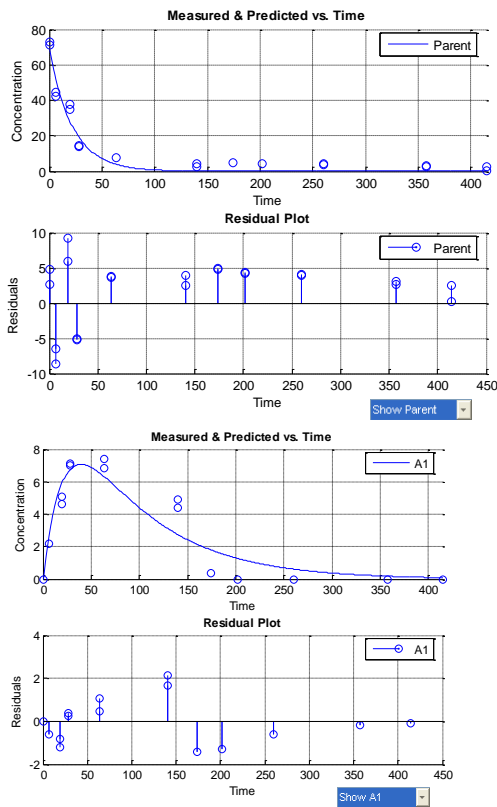 Measured & Predicted vs. Time
Parent
80
60
40
20
0
Concentration
0 50 100 150 200 250 300 350 400
Time
Residual Plot
Parent
10
5
0
-5
-10
Residuals
0 50 100 150 200 250 300 350 400 450
Time
Show Parent
Measured & Predicted vs. Time
A1
8
6
4
2
0
Concentration
0 50 100 150 200 250 300 350 400
Time
Residual Plot
A1
4
2
0
-2
Residuals
0 50 100 150 200 250 300 350 400 450
Time
Show A1